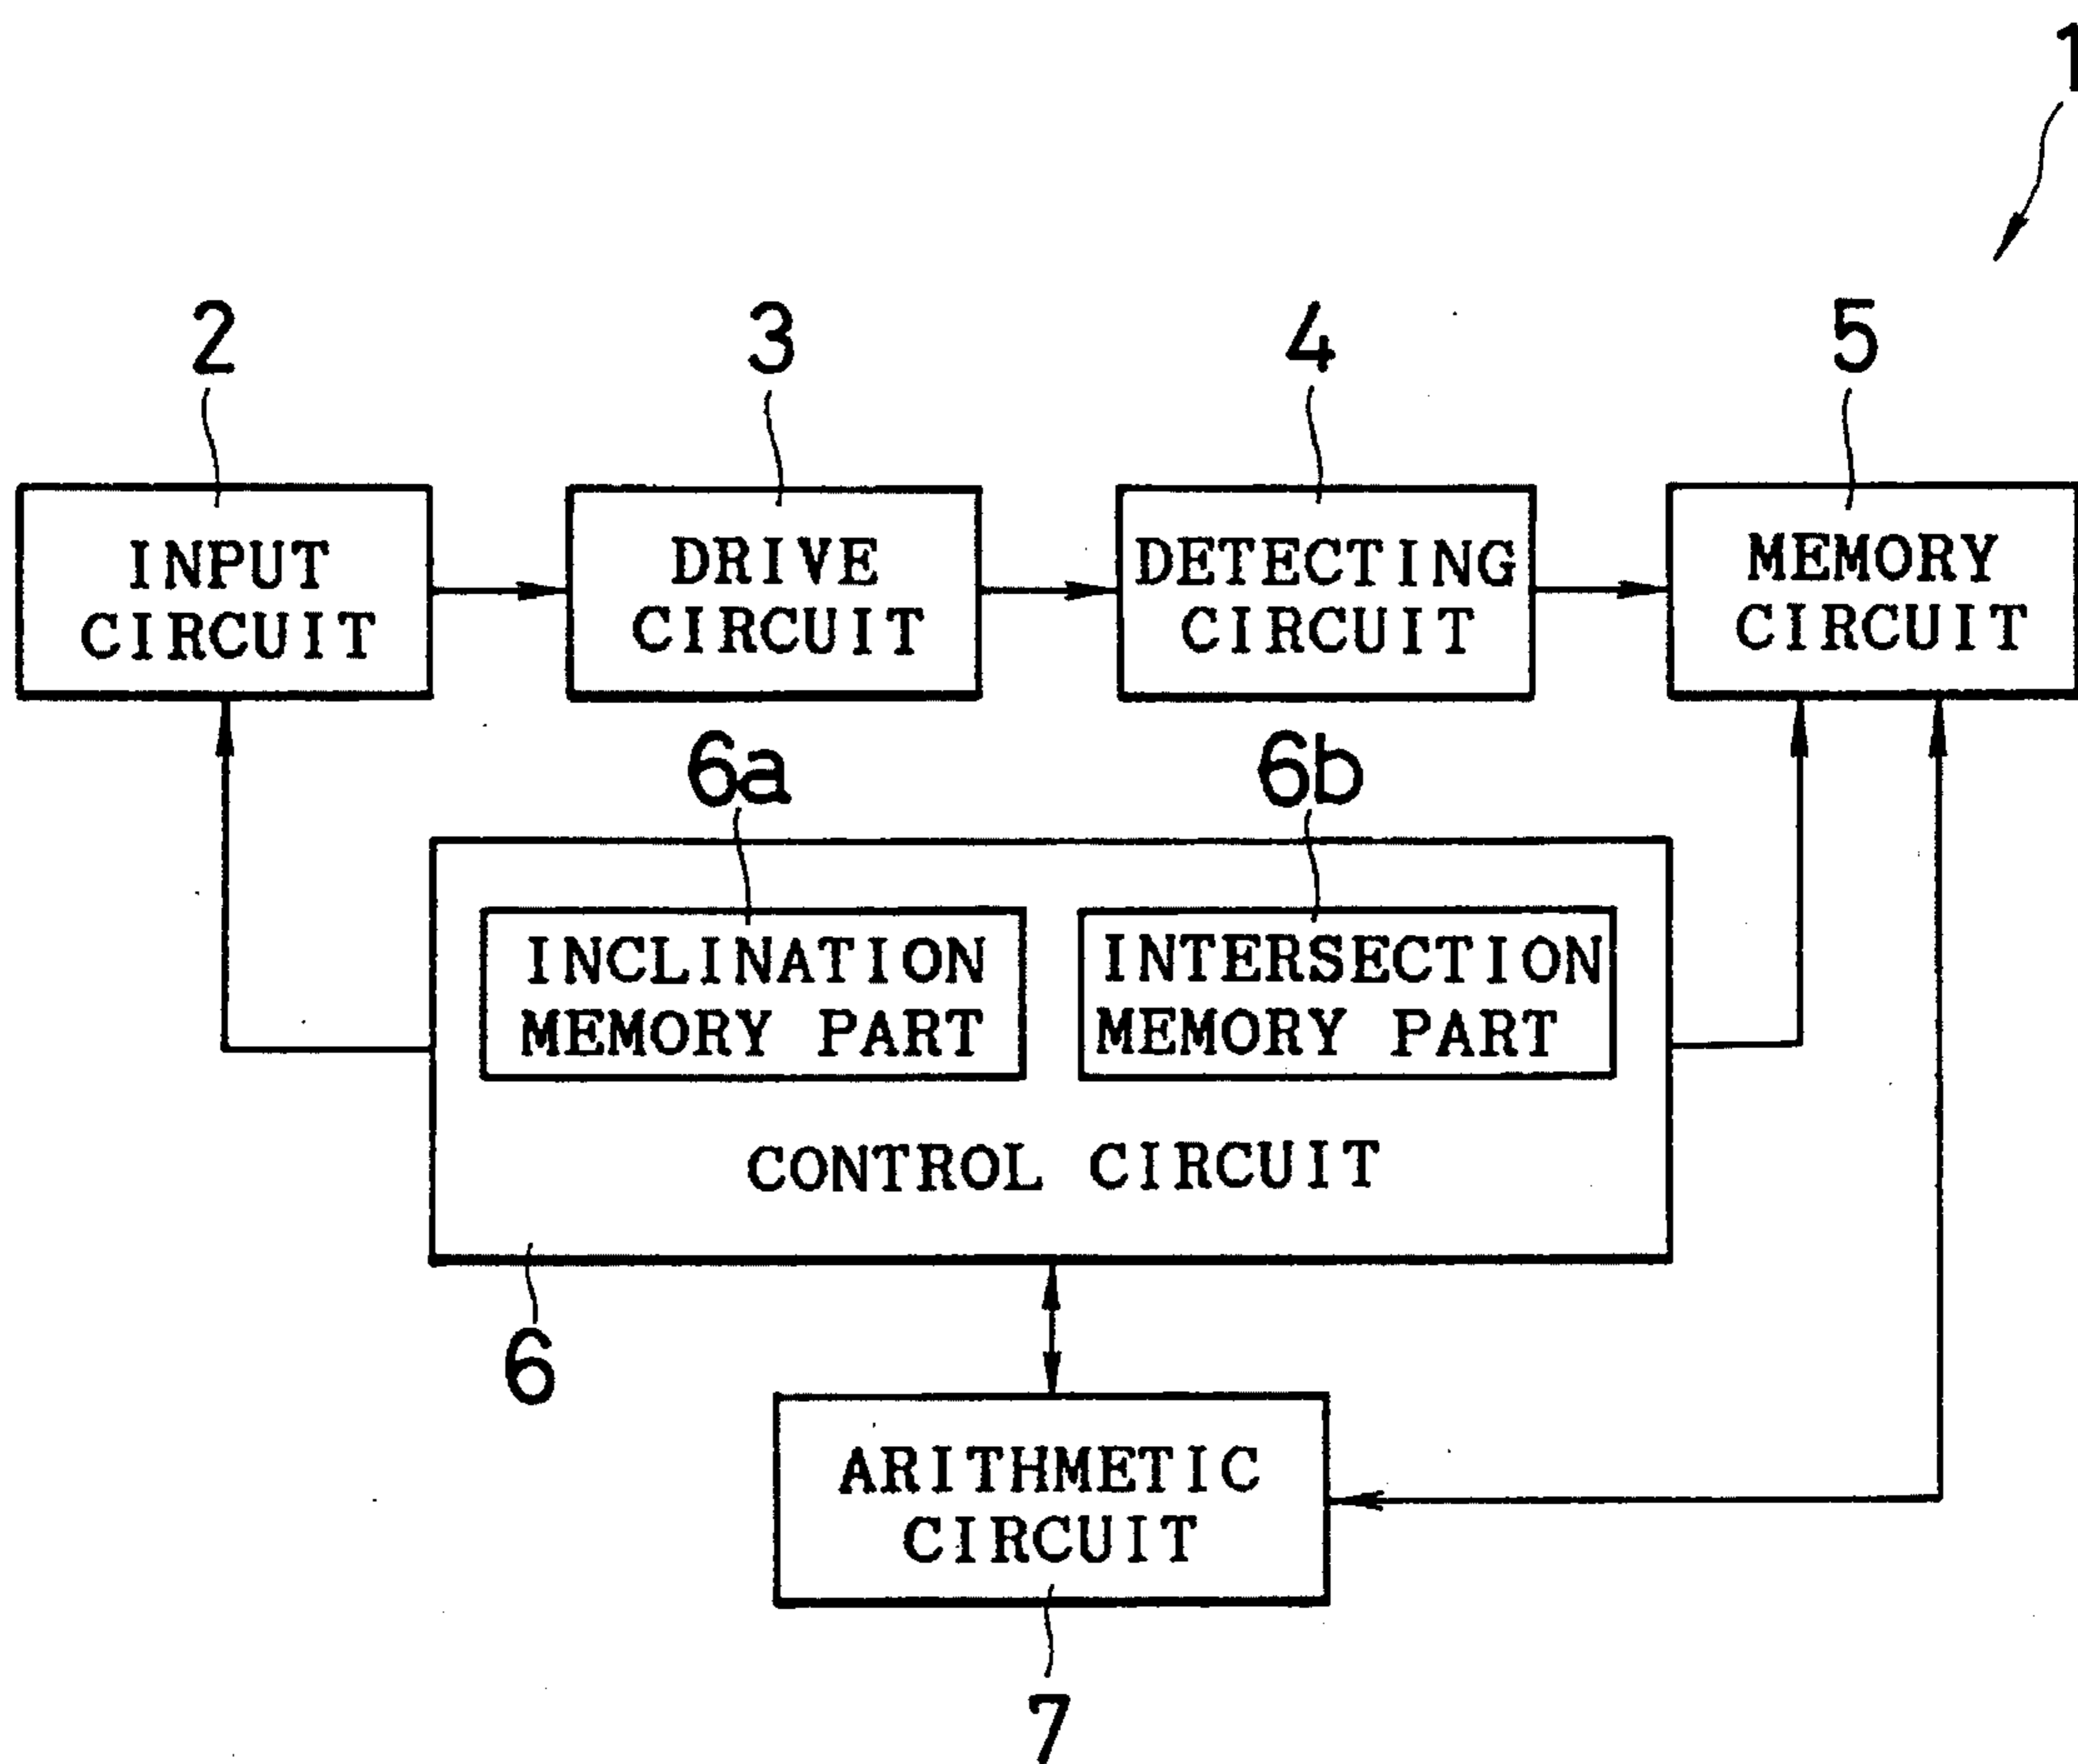 1
2
3
4
5
INPUT
CIRCUIT
DRIVE
CIRCUIT
DETECTING
CIRCUIT
MEMORY
CIRCUIT
6a
6b
INCLINATION
MEMORY PART
INTERSECTION
MEMORY PART
CONTROL CIRCUIT
6
ARITHMETIC
CIRCUIT
7